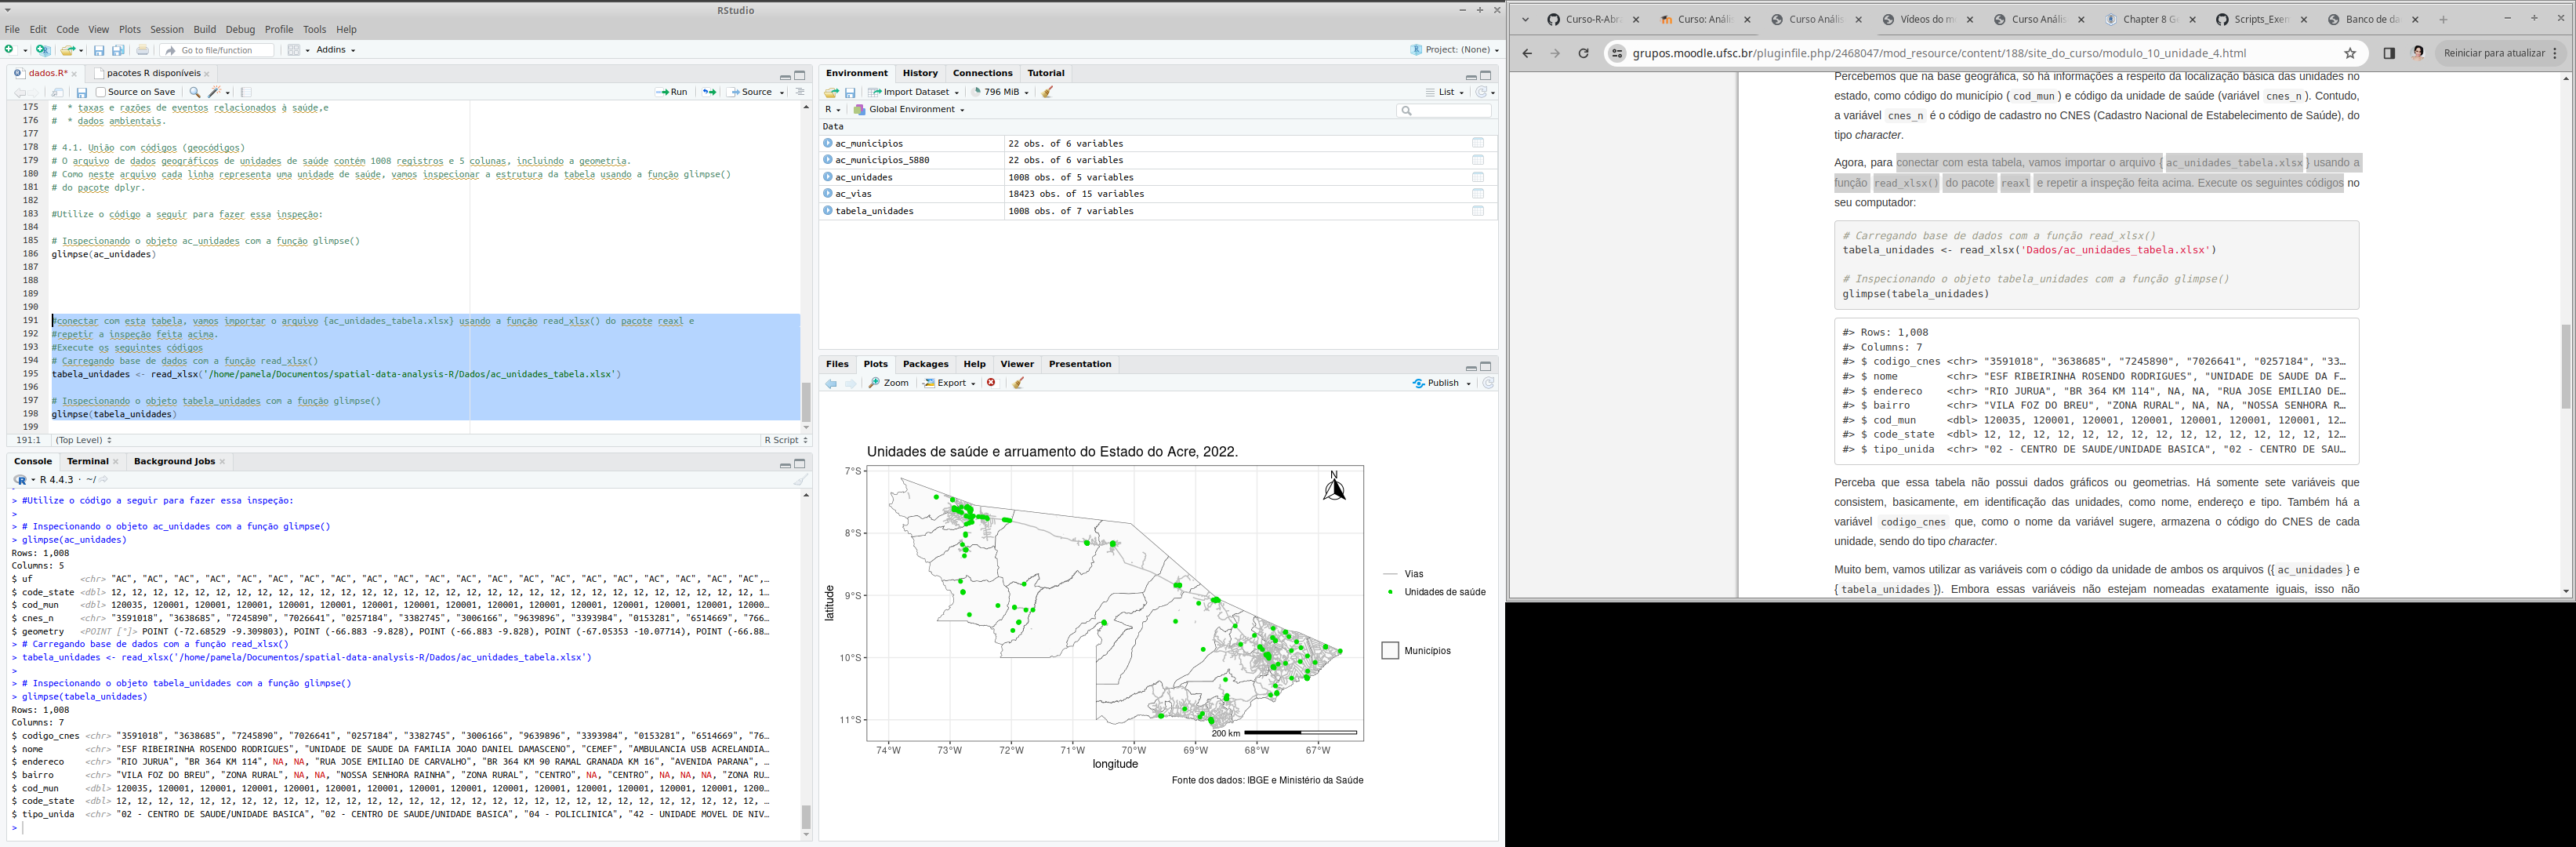 RStudio
File Edit Code View Plots Session Build Debug Profile Tools Help
Go to file/function Addins Project: (None)
dados.R* pacotes R disponíveis
Source on Save Run Source
175 # * taxas e razões de eventos relacionados à saúde,e
176 # * dados ambientais.
177
178 # 4.1. União com códigos (geocódigos)
179 # O arquivo de dados geográficos de unidades de saúde contém 1008 registros e 5 colunas, incluindo a geometria.
180 # Como neste arquivo cada linha representa uma unidade de saúde, vamos inspecionar a estrutura da tabela usando a função glimpse()
181 # do pacote dplyr.
182
183 #Utilize o código a seguir para fazer essa inspeção:
184
185 # Inspecionando o objeto ac_unidades com a função glimpse()
186 glimpse(ac_unidades)
187
188
189
190
191 #conectar com esta tabela, vamos importar o arquivo {ac_unidades_tabela.xlsx} usando a função read_xlsx() do pacote reaxl e
192 #repetir a inspeção feita acima.
193 #Execute os seguintes códigos
194 # Carregando base de dados com a função read_xlsx()
195 tabela_unidades <- read_xlsx('/home/pamela/Documentos/spatial-data-analysis-R/Dados/ac_unidades_tabela.xlsx')
196
197 # Inspecionando o objeto tabela_unidades com a função glimpse()
198 glimpse(tabela_unidades)
199
191:1 (Top Level) R Script
Console Terminal Background Jobs
R 4.4.3 · ~/
> #Utilize o código a seguir para fazer essa inspeção:
>
> # Inspecionando o objeto ac_unidades com a função glimpse()
> glimpse(ac_unidades)
Rows: 1,008
Columns: 5
$ uf <chr> "AC", "AC", "AC", "AC", "AC", "AC", "AC", "AC", "AC", "AC", "AC", "AC", "AC", "AC", "AC", "AC", "AC", "AC", "AC", "AC", "AC",…
$ code_state <dbl> 12, 12, 12, 12, 12, 12, 12, 12, 12, 12, 12, 12, 12, 12, 12, 12, 12, 12, 12, 12, 12, 12, 12, 12, 12, 12, 12, 12, 12, 12, 1…
$ cod_mun <dbl> 120035, 120001, 120001, 120001, 120001, 120001, 120001, 120001, 120001, 120001, 120001, 120001, 120001, 120001, 120001, 12000…
$ cnes_n <chr> "3591018", "3638685", "7245890", "7026641", "0257184", "3382745", "3006166", "9639896", "3393984", "0153281", "6514669", "766…
$ geometry <POINT [°]> POINT (-72.68529 -9.309803), POINT (-66.883 -9.828), POINT (-66.883 -9.828), POINT (-67.05353 -10.07714), POINT (-66.88…
> # Carregando base de dados com a função read_xlsx()
> tabela_unidades <- read_xlsx('/home/pamela/Documentos/spatial-data-analysis-R/Dados/ac_unidades_tabela.xlsx')
>
> # Inspecionando o objeto tabela_unidades com a função glimpse()
> glimpse(tabela_unidades)
Rows: 1,008
Columns: 7
$ codigo_cnes <chr> "3591018", "3638685", "7245890", "7026641", "0257184", "3382745", "3006166", "9639896", "3393984", "0153281", "6514669", "76…
$ nome <chr> "ESF RIBEIRINHA ROSENDO RODRIGUES", "UNIDADE DE SAUDE DA FAMILIA JOAO DANIEL DAMASCENO", "CEMEF", "AMBULANCIA USB ACRELANDIA…
$ endereco <chr> "RIO JURUA", "BR 364 KM 114", NA, NA, "RUA JOSE EMILIAO DE CARVALHO", "BR 364 KM 90 RAMAL GRANADA KM 16", "AVENIDA PARANA", …
$ bairro <chr> "VILA FOZ DO BREU", "ZONA RURAL", NA, NA, "NOSSA SENHORA RAINHA", "ZONA RURAL", "CENTRO", NA, "CENTRO", NA, NA, NA, "ZONA RU…
$ cod_mun <dbl> 120035, 120001, 120001, 120001, 120001, 120001, 120001, 120001, 120001, 120001, 120001, 120001, 120001, 120001, 120001, 1200…
$ code_state <dbl> 12, 12, 12, 12, 12, 12, 12, 12, 12, 12, 12, 12, 12, 12, 12, 12, 12, 12, 12, 12, 12, 12, 12, 12, 12, 12, 12, 12, 12, 12, …
$ tipo_unida <chr> "02 - CENTRO DE SAUDE/UNIDADE BASICA", "02 - CENTRO DE SAUDE/UNIDADE BASICA", "04 - POLICLINICA", "42 - UNIDADE MOVEL DE NIV…
>
Environment History Connections Tutorial
Import Dataset 796 MiB List
R Global Environment
Data
ac_municipios 22 obs. of 6 variables
ac_municipios_5880 22 obs. of 6 variables
ac_unidades 1008 obs. of 5 variables
ac_vias 18423 obs. of 15 variables
tabela_unidades 1008 obs. of 7 variables
Files Plots Packages Help Viewer Presentation
Zoom Export Publish
Unidades de saúde e arruamento do Estado do Acre, 2022.
N
7°S
8°S
9°S
10°S
11°S
latitude
200 km
74°W 73°W 72°W 71°W 70°W 69°W 68°W 67°W
longitude
Fonte dos dados: IBGE e Ministério da Saúde
Vias
Unidades de saúde
Municípios
Curso-R-Abr Curso: Anális Curso Anális Vídeos do m Curso Anális Chapter 8 G Scripts_Exer Banco de da
grupos.moodle.ufsc.br/pluginfile.php/2468047/mod_resource/content/188/site_do_curso/modulo_10_unidade_4.html Reiniciar para atualizar
Percebemos que na base geográfica, só há informações a respeito da localização básica das unidades no
estado, como código do município ( cod_mun ) e código da unidade de saúde (variável cnes_n ). Contudo,
a variável cnes_n é o código de cadastro no CNES (Cadastro Nacional de Estabelecimento de Saúde), do
tipo character.
Agora, para conectar com esta tabela, vamos importar o arquivo { ac_unidades_tabela.xlsx } usando a
função read_xlsx() do pacote reaxl e repetir a inspeção feita acima. Execute os seguintes códigos no
seu computador:
# Carregando base de dados com a função read_xlsx()
tabela_unidades <- read_xlsx('Dados/ac_unidades_tabela.xlsx')
# Inspecionando o objeto tabela_unidades com a função glimpse()
glimpse(tabela_unidades)
#> Rows: 1,008
#> Columns: 7
#> $ codigo_cnes <chr> "3591018", "3638685", "7245890", "7026641", "0257184", "33…
#> $ nome <chr> "ESF RIBEIRINHA ROSENDO RODRIGUES", "UNIDADE DE SAUDE DA F…
#> $ endereco <chr> "RIO JURUA", "BR 364 KM 114", NA, NA, "RUA JOSE EMILIAO DE…
#> $ bairro <chr> "VILA FOZ DO BREU", "ZONA RURAL", NA, NA, "NOSSA SENHORA R…
#> $ cod_mun <dbl> 120035, 120001, 120001, 120001, 120001, 120001, 120001, 12…
#> $ code_state <dbl> 12, 12, 12, 12, 12, 12, 12, 12, 12, 12, 12, 12, 12, 12, 12…
#> $ tipo_unida <chr> "02 - CENTRO DE SAUDE/UNIDADE BASICA", "02 - CENTRO DE SAU…
Perceba que essa tabela não possui dados gráficos ou geometrias. Há somente sete variáveis que
consistem, basicamente, em identificação das unidades, como nome, endereço e tipo. Também há a
variável codigo_cnes que, como o nome da variável sugere, armazena o código do CNES de cada
unidade, sendo do tipo character.
Muito bem, vamos utilizar as variáveis com o código da unidade de ambos os arquivos ({ ac_unidades } e
{ tabela_unidades }). Embora essas variáveis não estejam nomeadas exatamente iguais, isso não